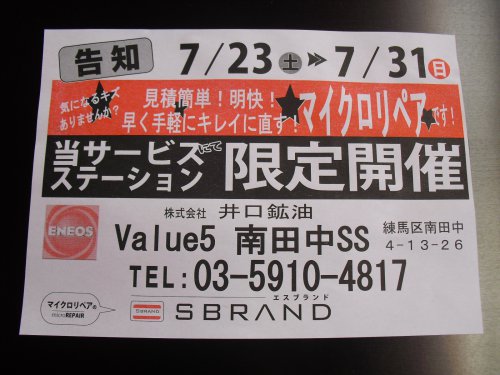 告知 7/23土 7/31日
気になるキズ
ありませんか?
見積簡単!明快!
早く手軽にキレイに直す! マイクロリペア です!
当サービス
ステーション にて 限定開催
ENEOS
株式会社 井口鉱油
Value5 南田中SS
練馬区南田中
4-13-26
TEL:03-5910-4817
マイクロリペアの
microREPAIR
SBRAND
エスブランド
SBRAND